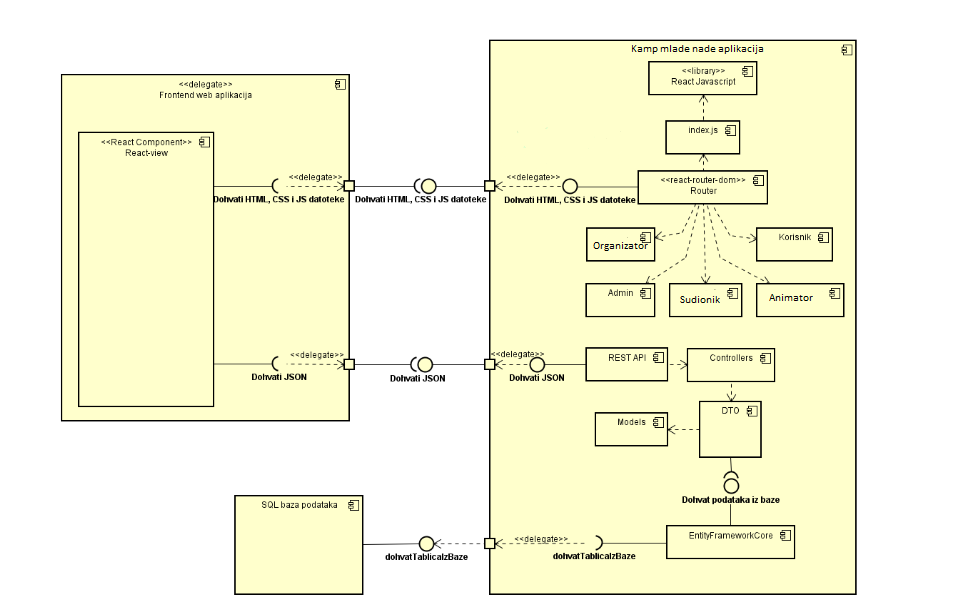 Kamp mlade nade aplikacija
<<library>>
React Javascript
index.js
<<react-router-dom>>
Router
<<delegate>>
Frontend web aplikacija
<<React Component>>
React-view
<<delegate>>
Dohvati HTML, CSS i JS datoteke
Dohvati HTML, CSS i JS datoteke
<<delegate>>
Dohvati HTML, CSS i JS datoteke
Organizator
Korisnik
Admin
Sudionik
Animator
<<delegate>>
Dohvati JSON
Dohvati JSON
<<delegate>>
Dohvati JSON
REST API
Controllers
DTO
Models
Dohvat podataka iz baze
EntityFrameworkCore
SQL baza podataka
dohvatTablicaIzBaze
<<delegate>>
dohvatTablicaIzBaze